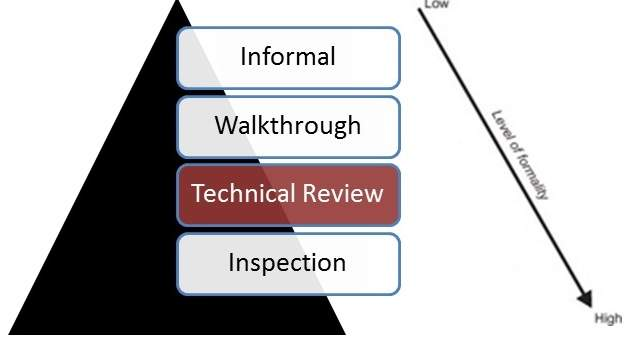 Low
Informal
Walkthrough
Technical Review
Inspection
Level of formality
High